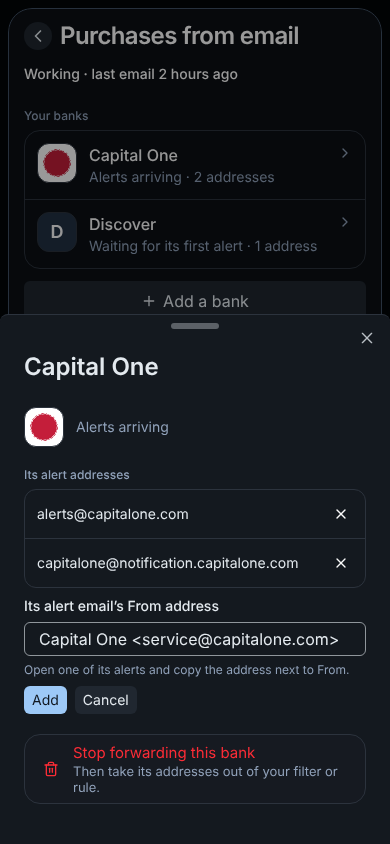 Purchases from email
Working · last email 2 hours ago
Your banks
Capital One
Alerts arriving · 2 addresses
D
Discover
Waiting for its first alert · 1 address
+ Add a bank
Capital One
Alerts arriving
Its alert addresses
alerts@capitalone.com
capitalone@notification.capitalone.com
Its alert email’s From address
Capital One <service@capitalone.com>
Open one of its alerts and copy the address next to From.
Add Cancel
Stop forwarding this bank
Then take its addresses out of your filter or
rule.